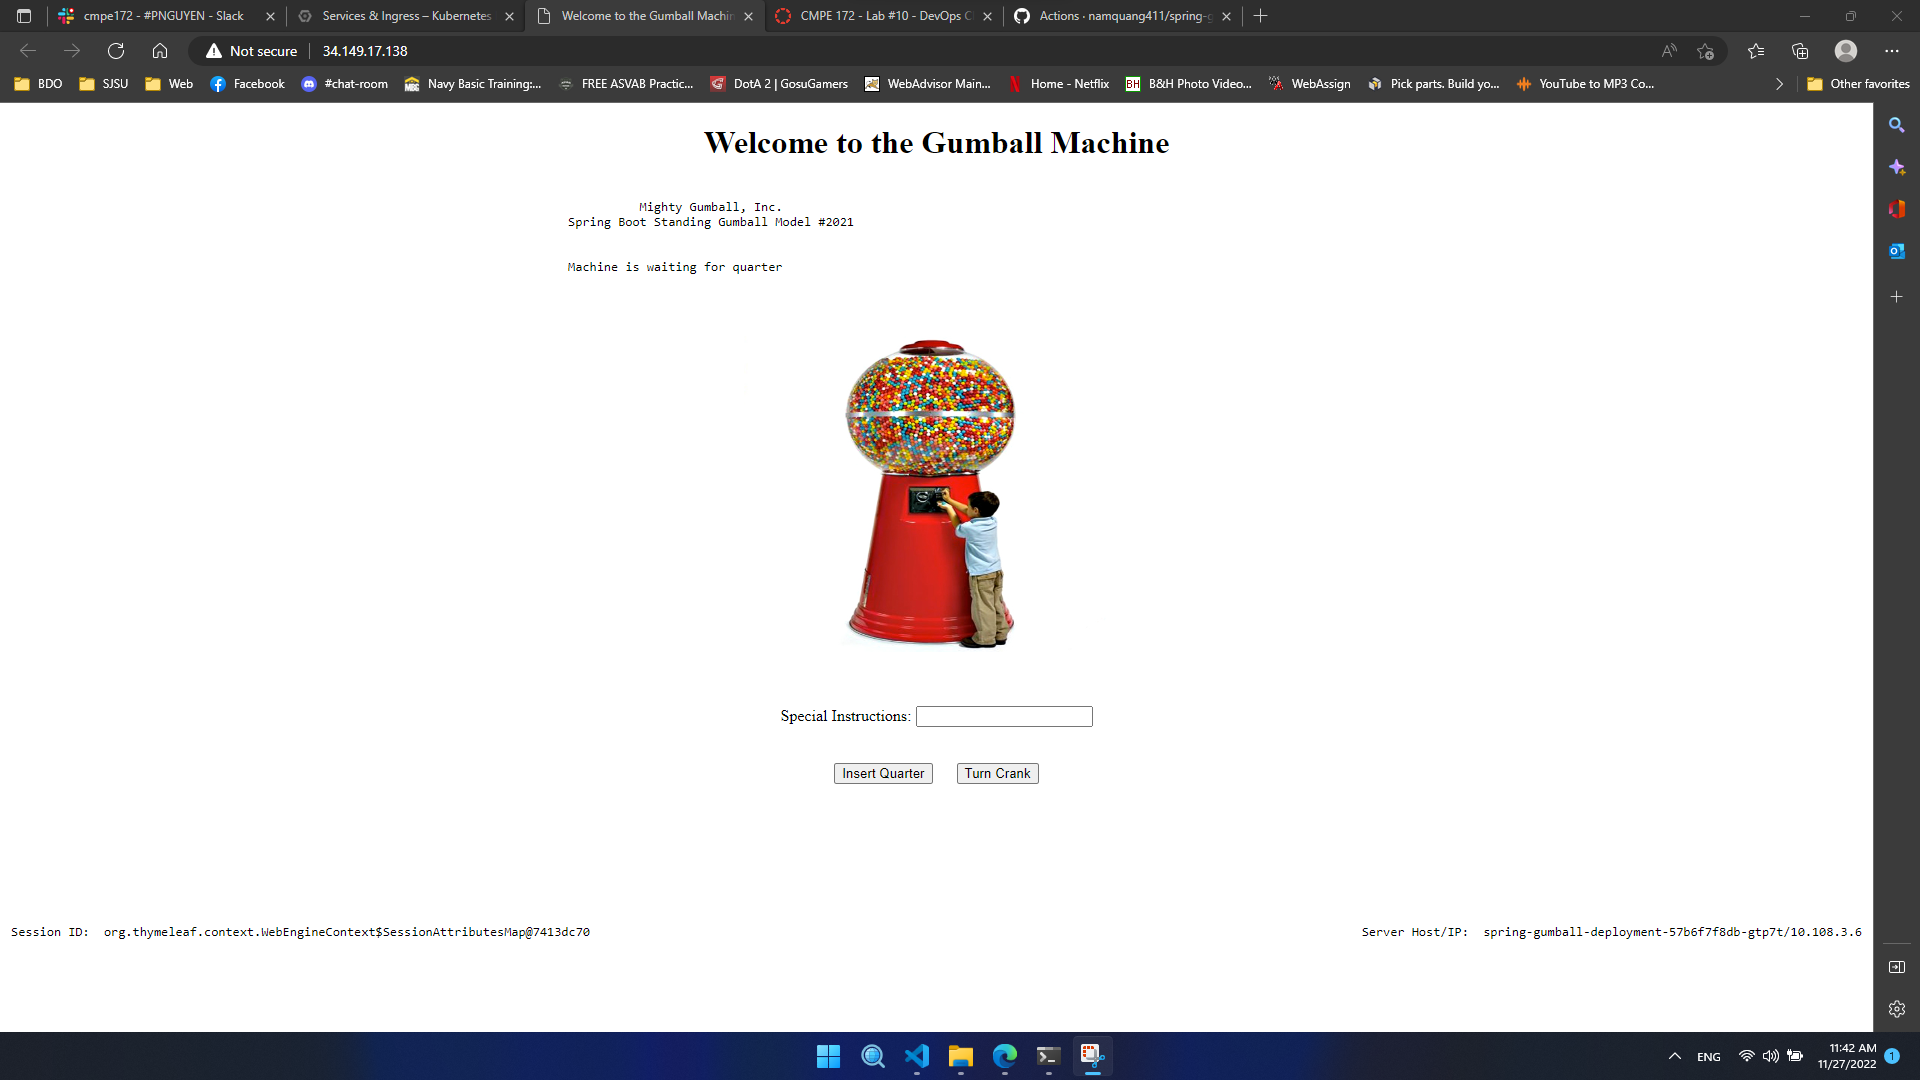 cmpe172 - #PNGUYEN - Slack
Services & Ingress – Kubernetes
Welcome to the Gumball Machin
CMPE 172 - Lab #10 - DevOps CI
Actions · namquang411/spring-g
Not secure
34.149.17.138
BDO
SJSU
Web
Facebook
#chat-room
Navy Basic Training:...
FREE ASVAB Practic...
DotA 2 | GosuGamers
WebAdvisor Main...
Home - Netflix
B&H Photo Video...
WebAssign
Pick parts. Build yo...
YouTube to MP3 Co...
Other favorites
Welcome to the Gumball Machine
Mighty Gumball, Inc.
Spring Boot Standing Gumball Model #2021
Machine is waiting for quarter
Special Instructions:
Insert Quarter
Turn Crank
Session ID: org.thymeleaf.context.WebEngineContext$SessionAttributesMap@7413dc70
Server Host/IP: spring-gumball-deployment-57b6f7f8db-gtp7t/10.108.3.6
ENG
11:42 AM
11/27/2022
1